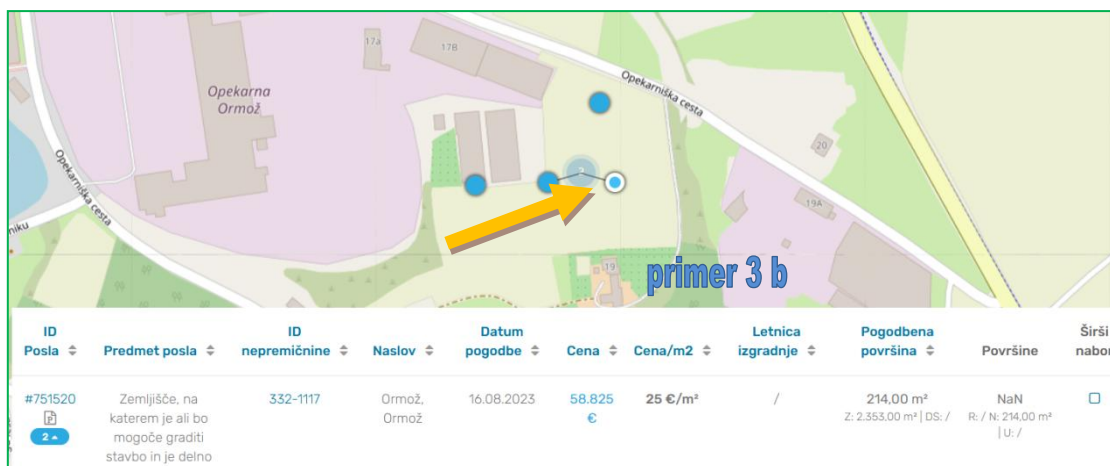 17a
17B
Opekarna
Ormož
Opekarniška cesta
20
3
19A
Opekarniška cesta
niku
19
primer 3 b
ID
Posla
Predmet posla
ID
nepremičnine
Naslov
Datum
pogodbe
Cena
Cena/m2
Letnica
izgradnje
Pogodbena
površina
Površine
Širši
nabor
#751520
2
Zemljišče, na
katerem je ali bo
mogoče graditi
stavbo in je delno
332-1117
Ormož,
Ormož
16.08.2023
58.825
€
25 €/m²
/
214,00 m²
Z: 2.353,00 m² | DS: /
NaN
R: / N: 214,00 m²
| U: /